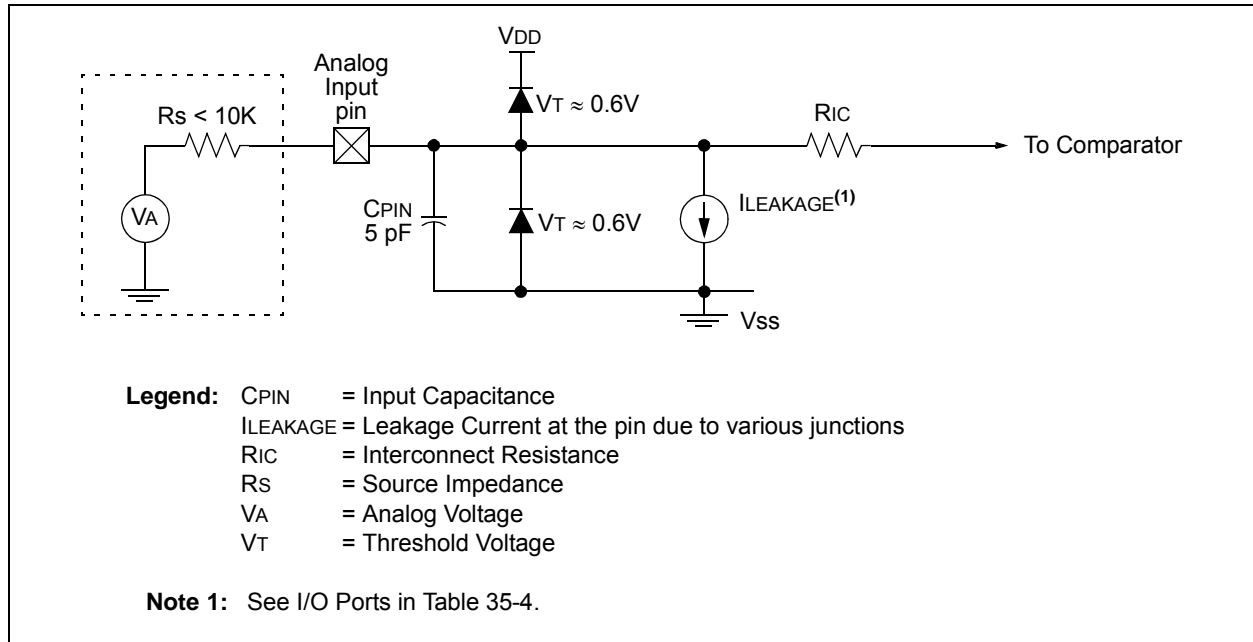 VDD
Analog
Input
pin
Rs < 10K
VT ≈ 0.6V
RIC
To Comparator
VA
CPIN
5 pF
VT ≈ 0.6V
ILEAKAGE(1)
Vss
Legend: CPIN = Input Capacitance
ILEAKAGE = Leakage Current at the pin due to various junctions
RIC = Interconnect Resistance
RS = Source Impedance
VA = Analog Voltage
VT = Threshold Voltage
Note 1: See I/O Ports in Table 35-4.